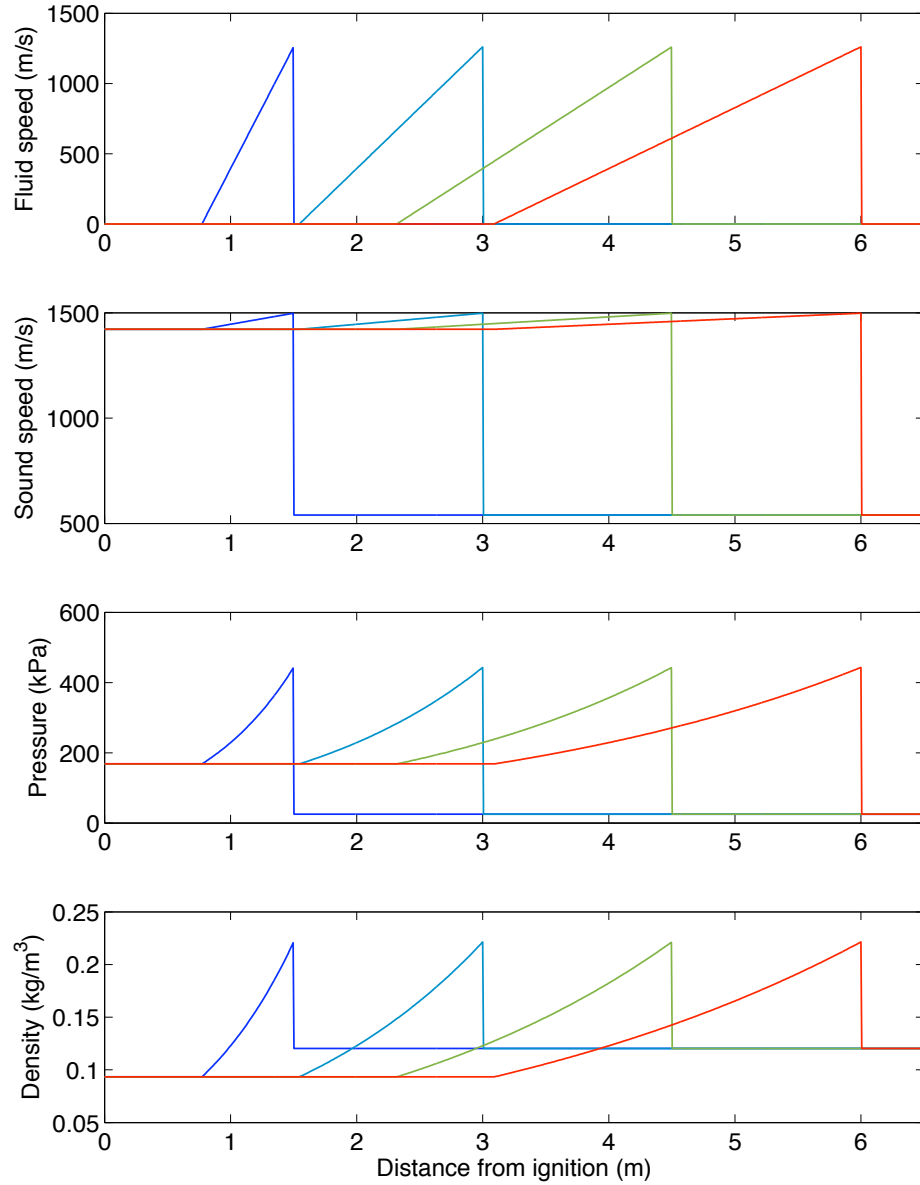 1500
1000
500
0
Fluid speed (m/s)
0 1 2 3 4 5 6
1500
1000
500
Sound speed (m/s)
0 1 2 3 4 5 6
600
400
200
0
Pressure (kPa)
0 1 2 3 4 5 6
0.25
0.2
0.15
0.1
0.05
Density (kg/m³)
0 1 2 3 4 5 6
Distance from ignition (m)